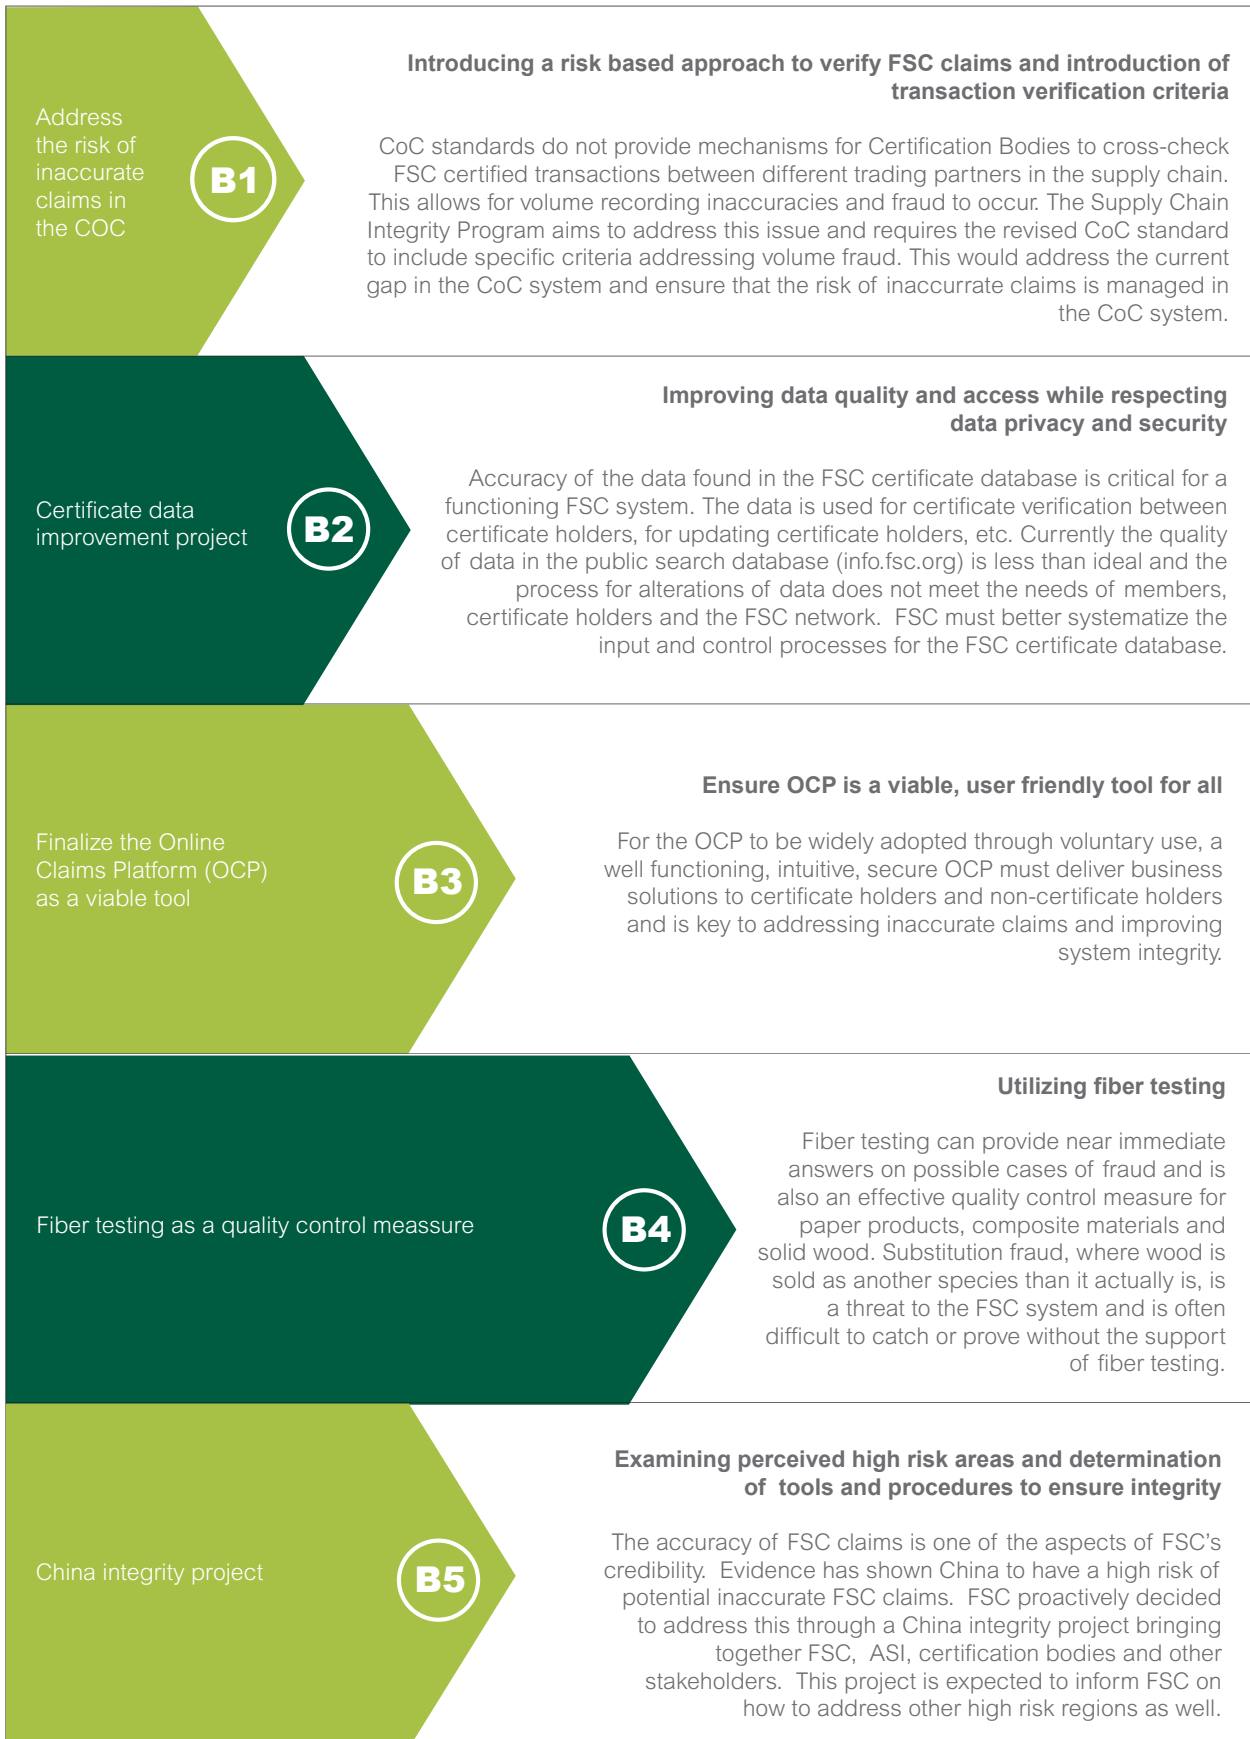 Address
the risk of
inaccurate
claims in
the COC
B1
Introducing a risk based approach to verify FSC claims and introduction of
transaction verification criteria
CoC standards do not provide mechanisms for Certification Bodies to cross-check
FSC certified transactions between different trading partners in the supply chain.
This allows for volume recording inaccuracies and fraud to occur. The Supply Chain
Integrity Program aims to address this issue and requires the revised CoC standard
to include specific criteria addressing volume fraud. This would address the current
gap in the CoC system and ensure that the risk of inaccurrate claims is managed in
the CoC system.
Certificate data
improvement project
B2
Improving data quality and access while respecting
data privacy and security
Accuracy of the data found in the FSC certificate database is critical for a
functioning FSC system. The data is used for certificate verification between
certificate holders, for updating certificate holders, etc. Currently the quality
of data in the public search database (info.fsc.org) is less than ideal and the
process for alterations of data does not meet the needs of members,
certificate holders and the FSC network. FSC must better systematize the
input and control processes for the FSC certificate database.
Finalize the Online
Claims Platform (OCP)
as a viable tool
B3
Ensure OCP is a viable, user friendly tool for all
For the OCP to be widely adopted through voluntary use, a
well functioning, intuitive, secure OCP must deliver business
solutions to certificate holders and non-certificate holders
and is key to addressing inaccurate claims and improving
system integrity.
Fiber testing as a quality control meassure
B4
Utilizing fiber testing
Fiber testing can provide near immediate
answers on possible cases of fraud and is
also an effective quality control measure for
paper products, composite materials and
solid wood. Substitution fraud, where wood is
sold as another species than it actually is, is
a threat to the FSC system and is often
difficult to catch or prove without the support
of fiber testing.
China integrity project
B5
Examining perceived high risk areas and determination
of tools and procedures to ensure integrity
The accuracy of FSC claims is one of the aspects of FSC's
credibility. Evidence has shown China to have a high risk of
potential inaccurate FSC claims. FSC proactively decided
to address this through a China integrity project bringing
together FSC, ASI, certification bodies and other
stakeholders. This project is expected to inform FSC on
how to address other high risk regions as well.